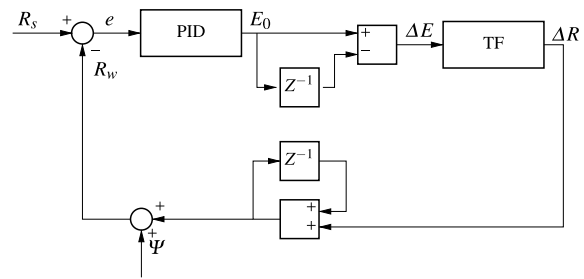 R_s + e PID E_0 + ΔE TF ΔR
− −
R_w Z^{-1}
Z^{-1}
+ +
+ +
Ψ